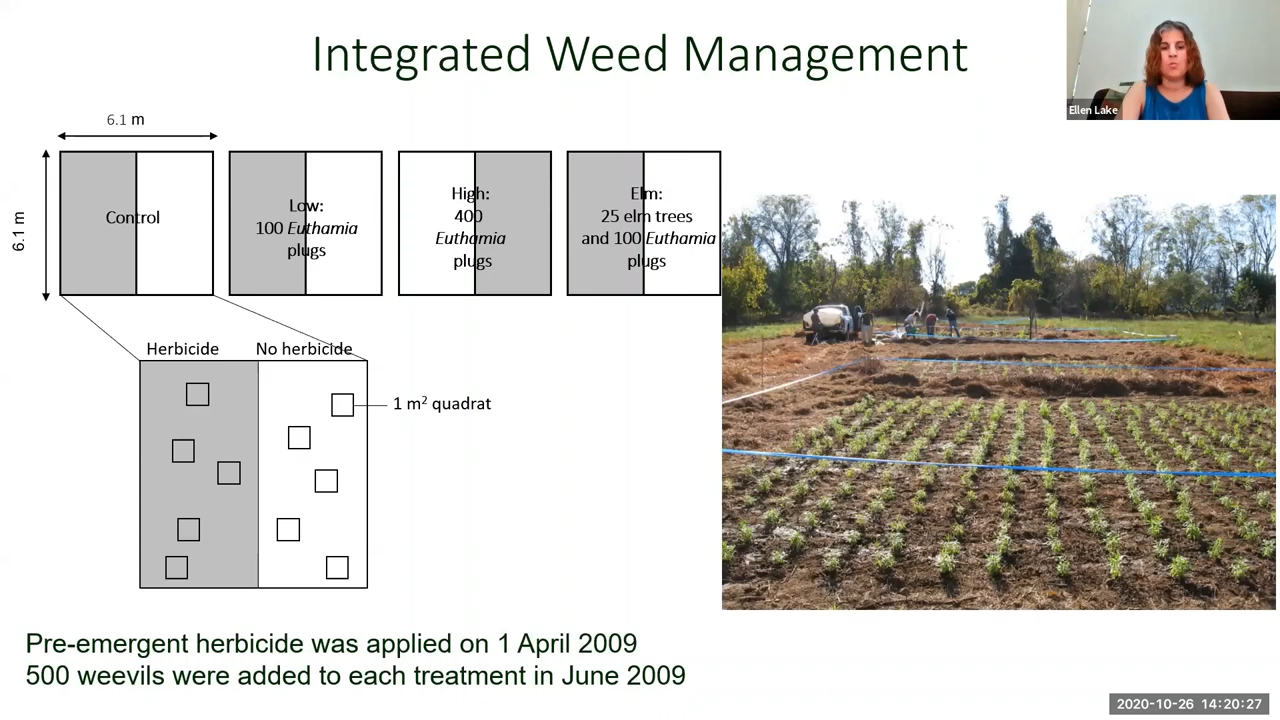 Integrated Weed Management
Ellen Lake
6.1 m
6.1 m
Control
Low:
100 Euthamia
plugs
High:
400
Euthamia
plugs
Elm:
25 elm trees
and 100 Euthamia
plugs
Herbicide
No herbicide
1 m² quadrat
Pre-emergent herbicide was applied on 1 April 2009
500 weevils were added to each treatment in June 2009
2020-10-26 14:20:27